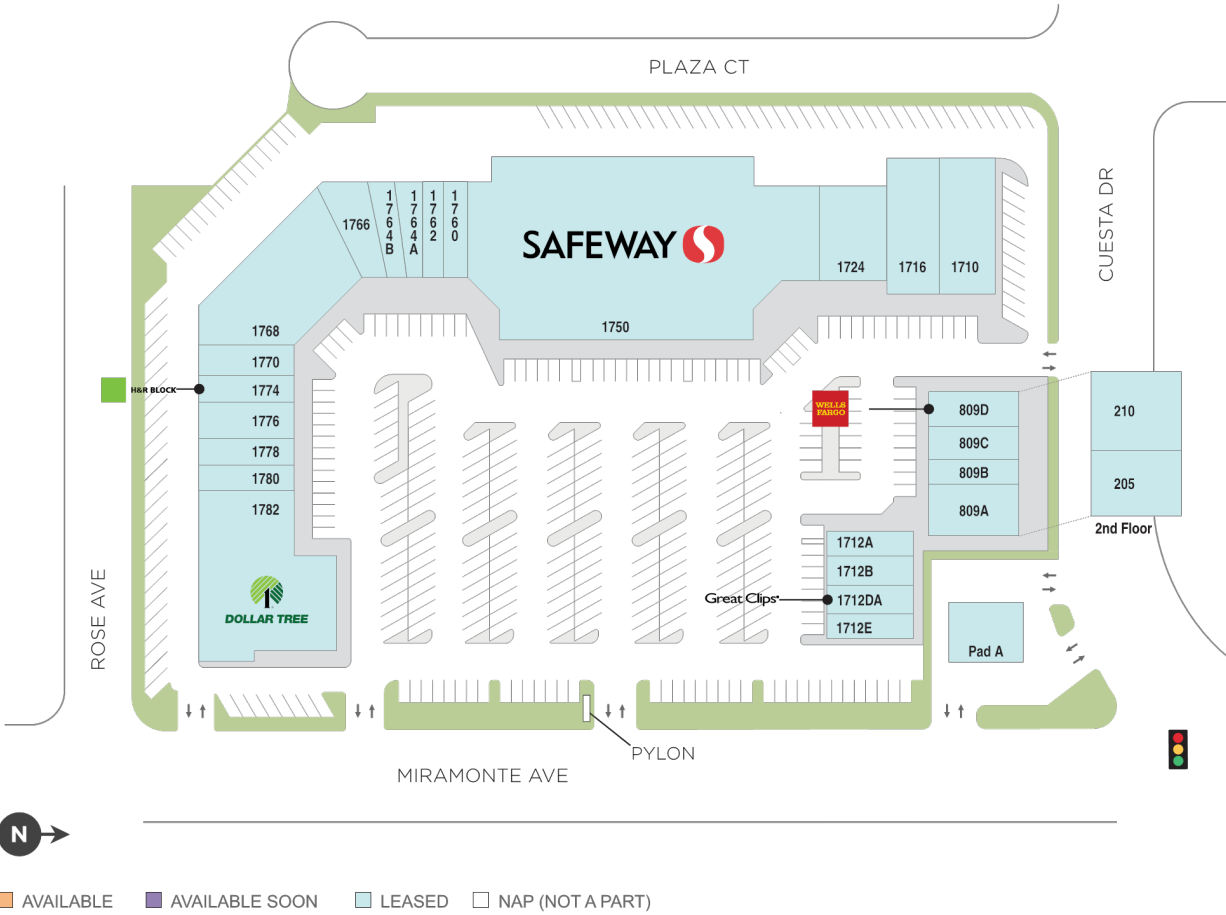 PLAZA CT
CUESTA DR
1766
1764B
1764A
1762
1760
SAFEWAY
1724
1716
1710
1750
1768
1770
H&R BLOCK
1774
1776
1778
1780
1782
DOLLAR TREE
WELLS
FARGO
809D
809C
809B
809A
210
205
2nd Floor
1712A
1712B
Great Clips
1712DA
1712E
Pad A
ROSE AVE
PYLON
MIRAMONTE AVE
N
AVAILABLE
AVAILABLE SOON
LEASED
NAP (NOT A PART)